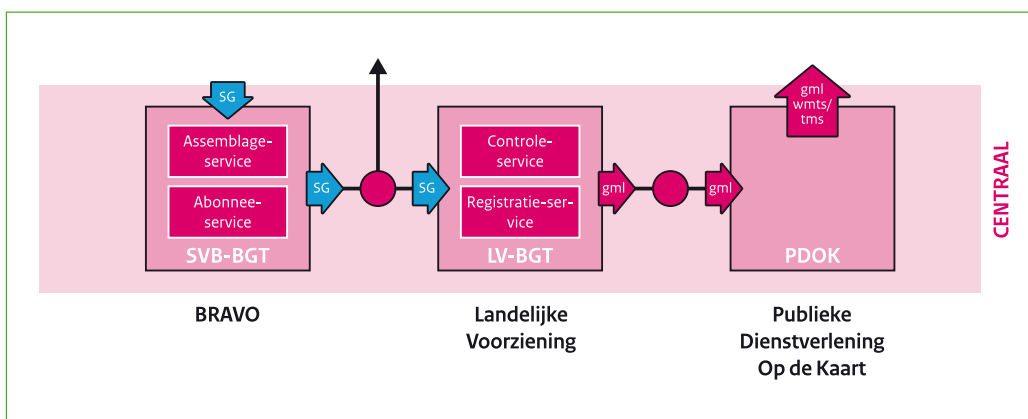 SG
Assemblage-
service
Abonnee-
service
SVB-BGT
SG
SG
Controle-
service
Registratie-ser-
vice
LV-BGT
gml
gml
gml
wmts/
tms
PDOK
CENTRAAL
BRAVO
Landelijke
Voorziening
Publieke
Dienstverlening
Op de Kaart